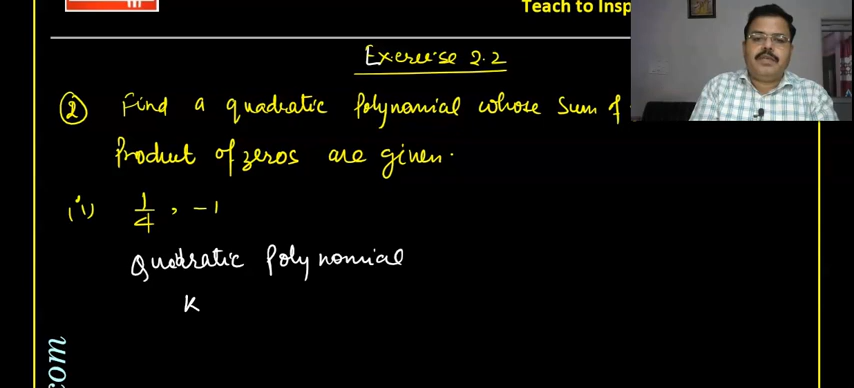 Teach to Insp
Exercise 2.2
② Find a quadratic polynomial whose sum of
Product of zeros are given.
(i) 1/4, -1
Quadratic polynomial
K
com